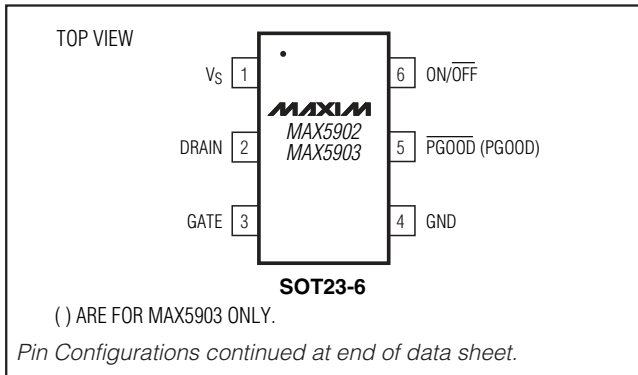 TOP VIEW
VS 1
6 ON/OFF
MAXIM
MAX5902
MAX5903
DRAIN 2
5 PGOOD (PGOOD)
GATE 3
4 GND
SOT23-6
( ) ARE FOR MAX5903 ONLY.
Pin Configurations continued at end of data sheet.